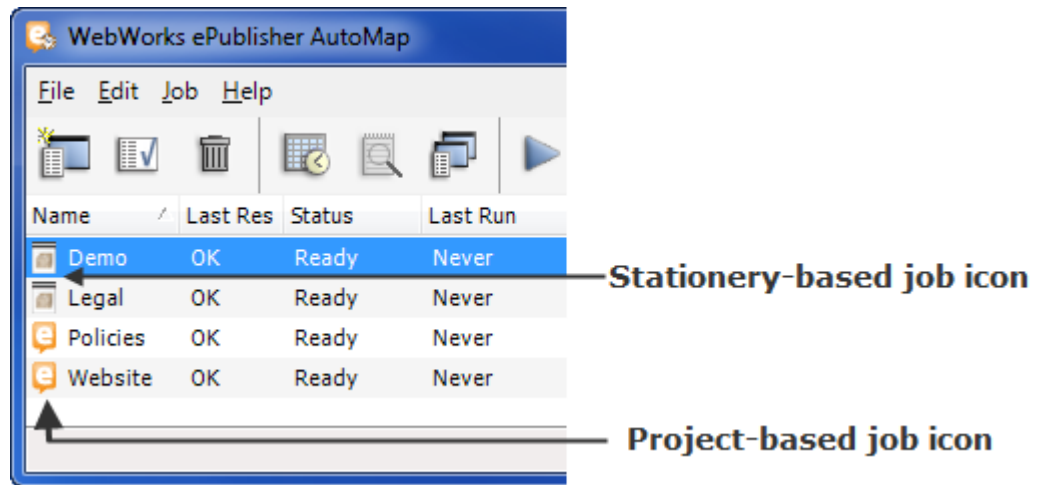 WebWorks ePublisher AutoMap
File Edit Job Help
Name Last Res Status Last Run
Demo OK Ready Never
Stationery-based job icon
Legal OK Ready Never
Policies OK Ready Never
Website OK Ready Never
Project-based job icon